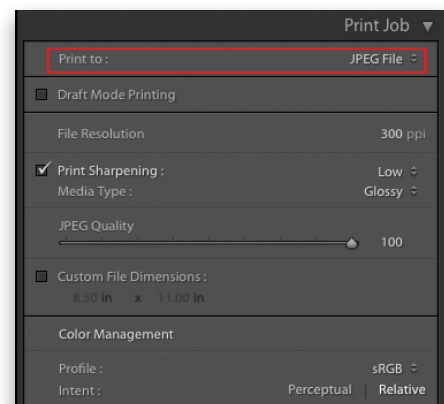 Print Job
Print to : JPEG File
Draft Mode Printing
File Resolution 300 ppi
Print Sharpening : Low
Media Type : Glossy
JPEG Quality
100
Custom File Dimensions :
8.50 in x 11.00 in
Color Management
Profile : sRGB
Intent : Perceptual Relative